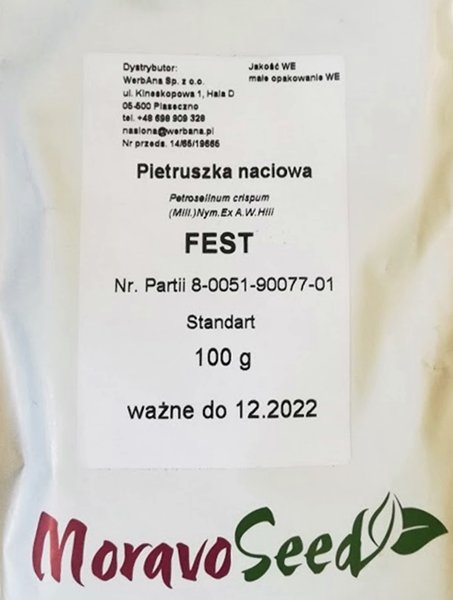 Dystrybutor:
WerbAna Sp. z o.o.
ul. Kineskopowa 1, Hala D
05-500 Piaseczno
tel. +48 698 909 328
nasiona@werbana.pl
Nr przeds. 14/65/19665
Jakość WE
małe opakowanie WE
Pietruszka naciowa
Petroselinum crispum
(Mill.)Nym.Ex A.W.Hill
FEST
Nr. Partii 8-0051-90077-01
Standart
100 g
ważne do 12.2022
MoravoSeed